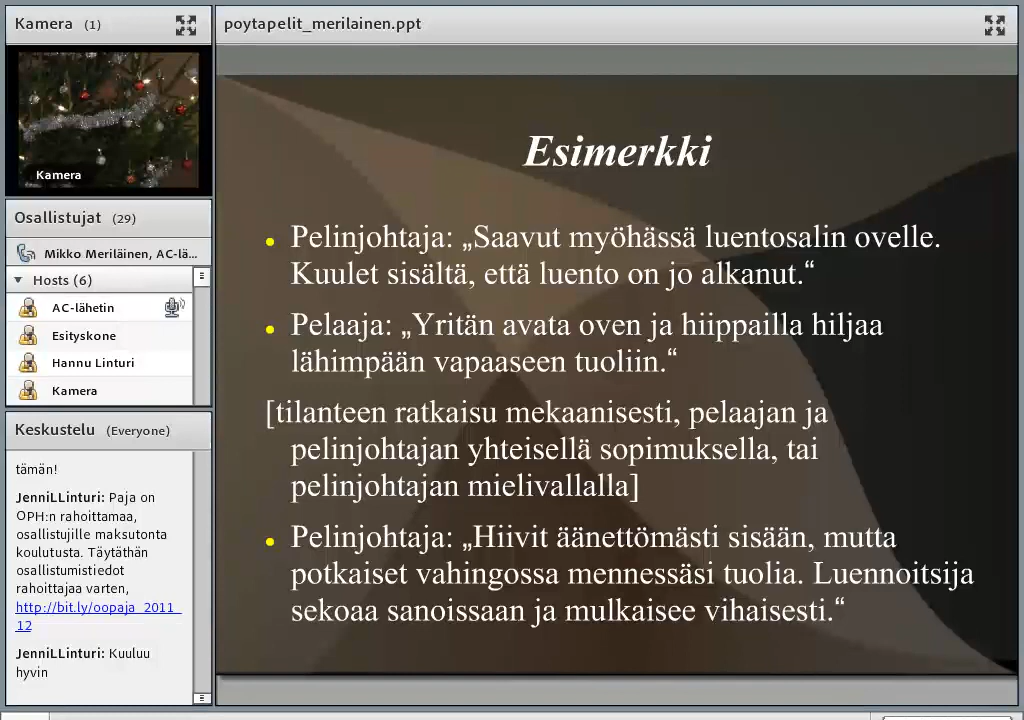 Kamera (1)
Kamera
Osallistujat (29)
Mikko Meriläinen, AC-lä...
Hosts (6)
AC-lähetin
Esityskone
Hannu Linturi
Kamera
Keskustelu (Everyone)
tämän!
JenniLLinturi: Paja on
OPH:n rahoittamaa,
osallistujille maksutonta
koulutusta. Täytäthän
osallistumistiedot
rahoittajaa varten,
http://bit.ly/oopaja_2011_
12
JenniLLinturi: Kuuluu
hyvin
poytapelit_merilainen.ppt
Esimerkki
• Pelinjohtaja: „Saavut myöhässä luentosalin ovelle.
Kuulet sisältä, että luento on jo alkanut.“
• Pelaaja: „Yritän avata oven ja hiippailla hiljaa
lähimpään vapaaseen tuoliin.“
[tilanteen ratkaisu mekaanisesti, pelaajan ja
pelinjohtajan yhteisellä sopimuksella, tai
pelinjohtajan mielivallalla]
• Pelinjohtaja: „Hiivit äänettömästi sisään, mutta
potkaiset vahingossa mennessäsi tuolia. Luennoitsija
sekoaa sanoissaan ja mulkaisee vihaisesti.“